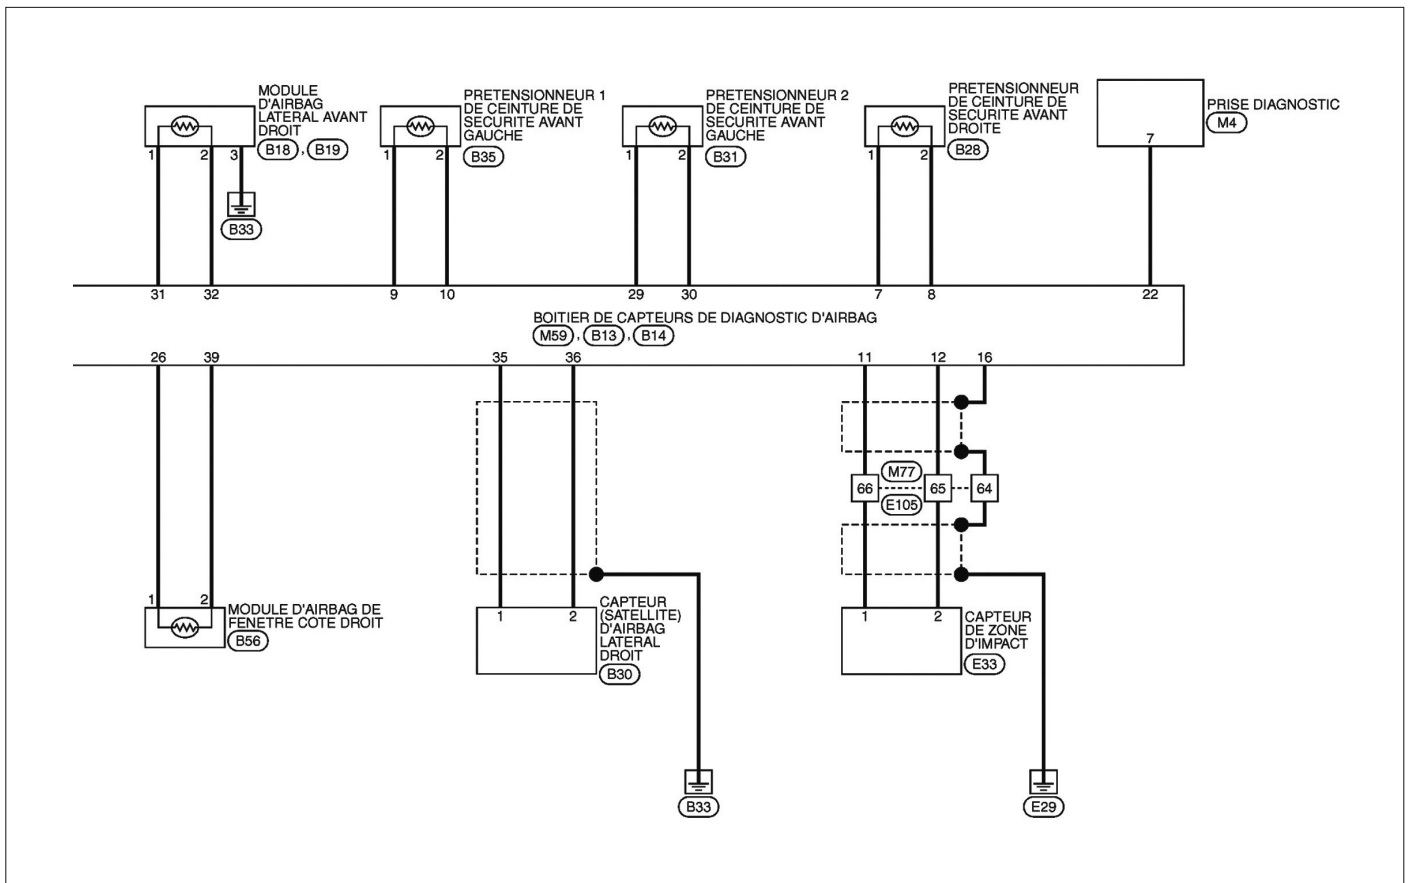 MODULE
D'AIRBAG
LATERAL AVANT
DROIT
B18 , B19
1 2 3
B33
PRETENSIONNEUR 1
DE CEINTURE DE
SECURITE AVANT
GAUCHE
B35
1 2
PRETENSIONNEUR 2
DE CEINTURE DE
SECURITE AVANT
GAUCHE
B31
1 2
PRETENSIONNEUR
DE CEINTURE DE
SECURITE AVANT
DROITE
B28
1 2
PRISE DIAGNOSTIC
M4
7
31 32 9 10 29 30 7 8 22
BOITIER DE CAPTEURS DE DIAGNOSTIC D'AIRBAG
M59 , B13 , B14
26 39 35 36 11 12 16
M77
66 65 64
E105
1 2
MODULE D'AIRBAG DE
FENETRE COTE DROIT
B56
1 2
CAPTEUR
(SATELLITE)
D'AIRBAG
LATERAL
DROIT
B30
1 2
CAPTEUR
DE ZONE
D'IMPACT
E33
B33
E29